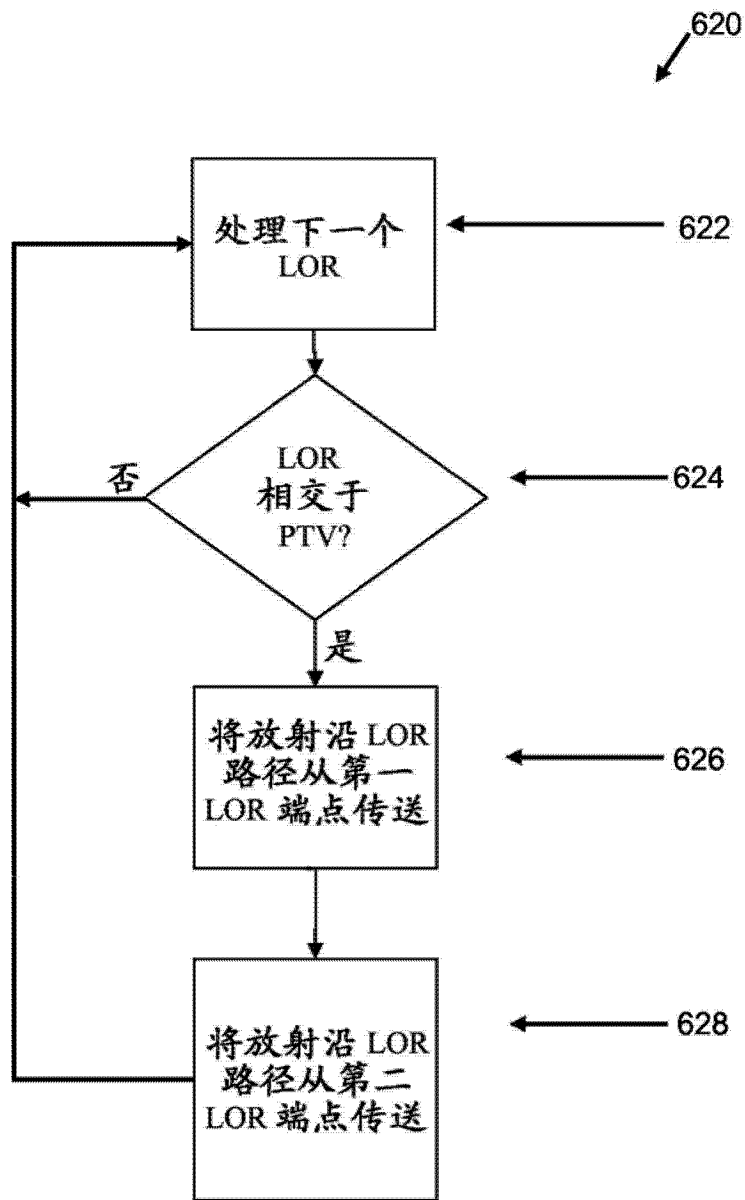 620
处理下一个
LOR
622
LOR
相交于
PTV?
624
否
是
将放射沿 LOR
路径从第一
LOR 端点传送
626
将放射沿 LOR
路径从第二
LOR 端点传送
628